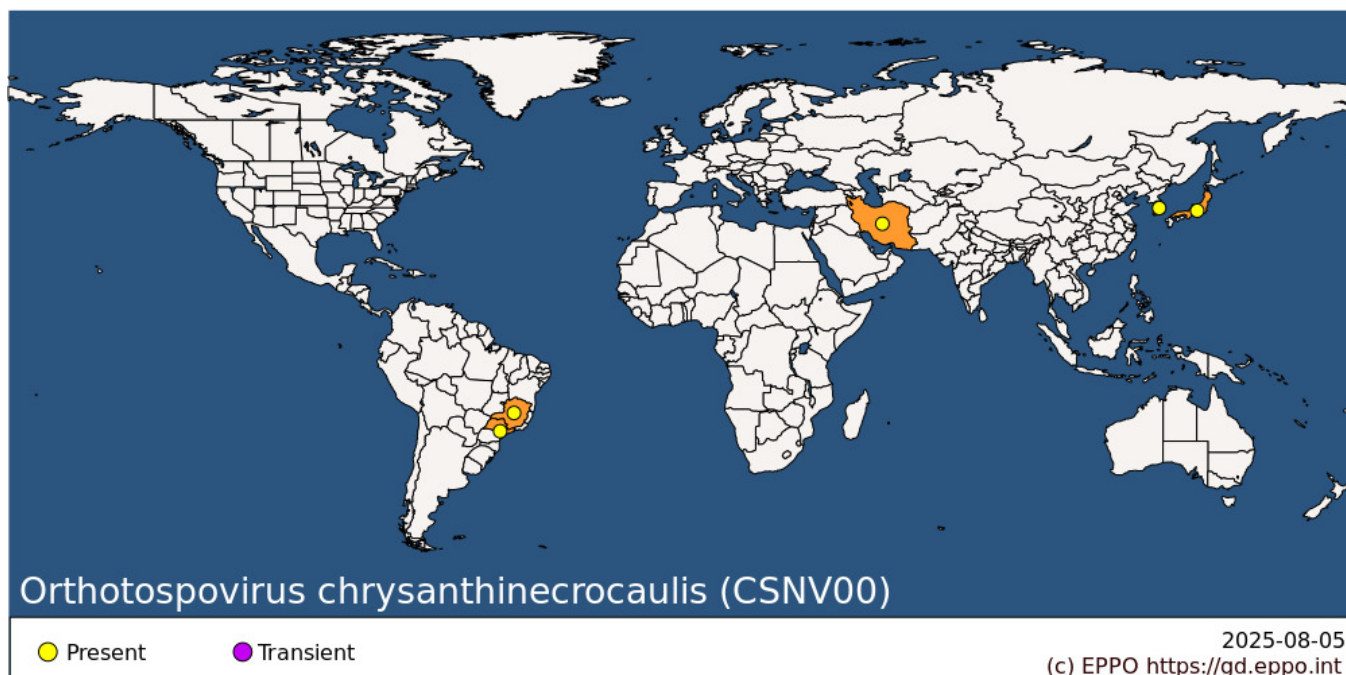 Orthotospovirus chrysanthinecrocaulis (CSNV00)
Present
Transient
2025-08-05
(c) EPPO https://gd.eppo.int